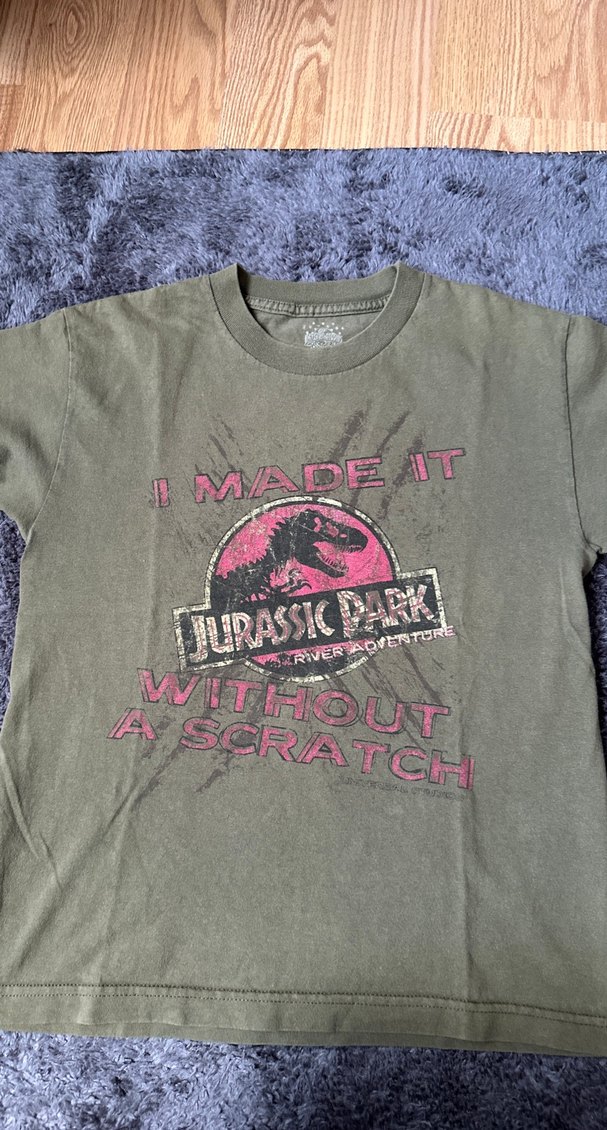 I MADE IT
JURASSIC PARK
RIVER ADVENTURE
WITHOUT
A SCRATCH
UNIVERSAL STUDIOS